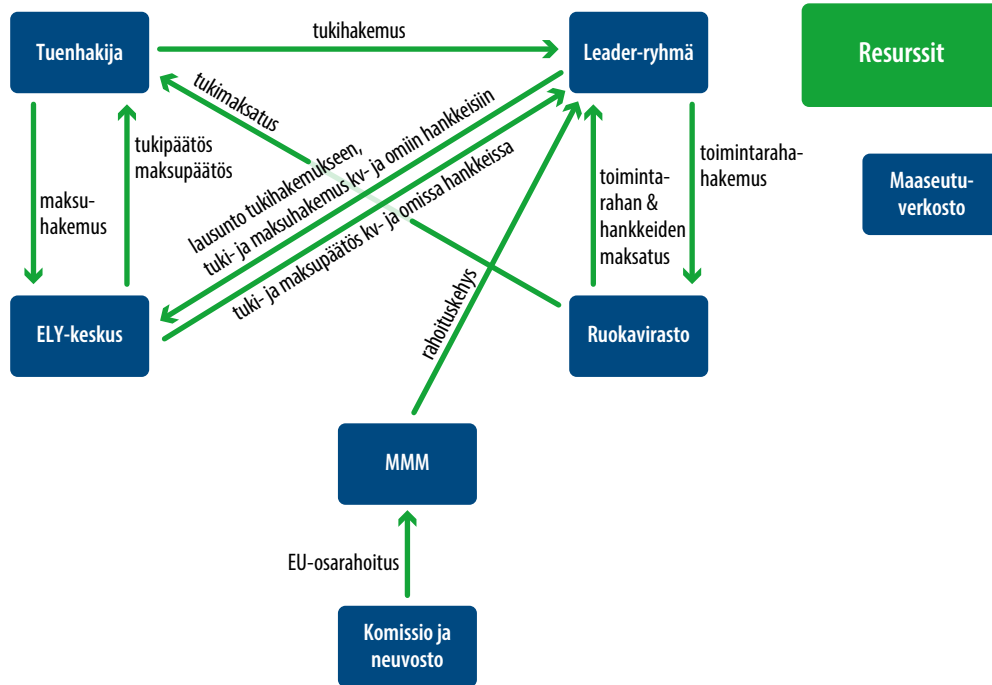 Tuenhakija
tukihakemus
Leader-ryhmä
Resurssit
tukimaksatus
lausunto tukihakemukseen,
tuki- ja maksuhakemus kv- ja omiin hankkeisiin
tuki- ja maksupäätös kv- ja omissa hankkeissa
tukipäätös
maksupäätös
maksu-
hakemus
toiminta-
rahan &
hankkeiden
maksatus
toimintaraha-
hakemus
Maaseutu-
verkosto
rahoituskehys
ELY-keskus
Ruokavirasto
MMM
EU-osarahoitus
Komissio ja
neuvosto